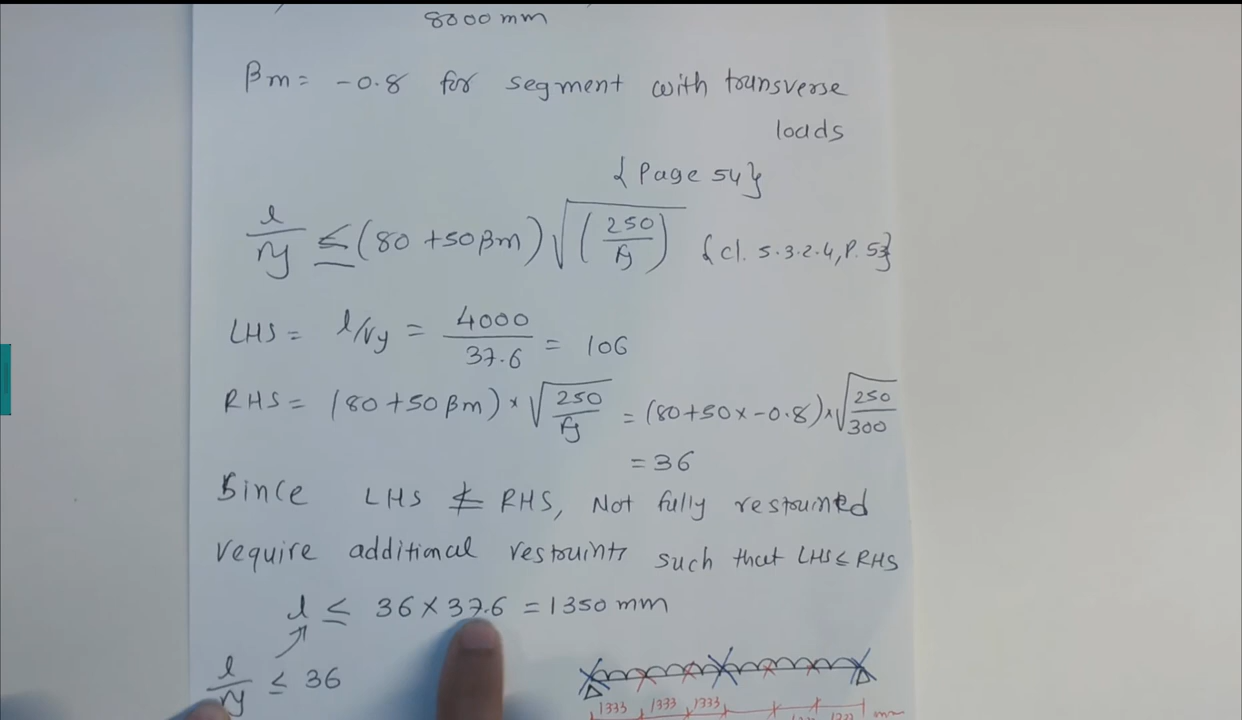 8000 mm
βm = -0.8 for segment with transverse
loads
{Page 54}
l/ry ≤ (80 + 50βm) √(250/fy) {cl. 5.3.2.4, P. 53}
LHS = l/ry = 4000/37.6 = 106
RHS = (80 + 50βm) × √(250/fy) = (80 + 50 x -0.8) × √(250/300)
= 36
Since LHS ≰ RHS, Not fully restrained
require additional restraints such that LHS ≤ RHS
l ≤ 36 × 37.6 = 1350 mm
l/ry ≤ 36
1333 1333 1333